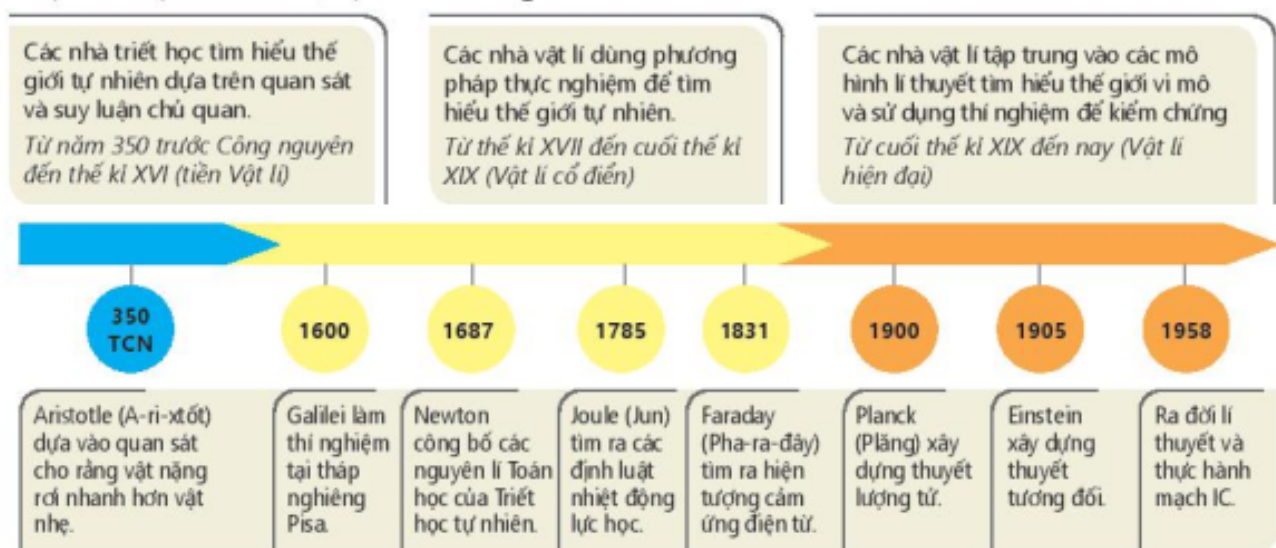 Các nhà triết học tìm hiểu thế
giới tự nhiên dựa trên quan sát
và suy luận chủ quan.
Từ năm 350 trước Công nguyên
đến thế kỉ XVI (tiền Vật lí)
Các nhà vật lí dùng phương
pháp thực nghiệm để tìm
hiểu thế giới tự nhiên.
Từ thế kỉ XVII đến cuối thế kỉ
XIX (Vật lí cổ điển)
Các nhà vật lí tập trung vào các mô
hình lí thuyết tìm hiểu thế giới vi mô
và sử dụng thí nghiệm để kiểm chứng
Từ cuối thế kỉ XIX đến nay (Vật lí
hiện đại)
350
TCN
1600
1687
1785
1831
1900
1905
1958
Aristotle (A-ri-xtốt)
dựa vào quan sát
cho rằng vật nặng
rơi nhanh hơn vật
nhẹ.
Galilei làm
thí nghiệm
tại tháp
nghiêng
Pisa.
Newton
công bố các
nguyên lí Toán
học của Triết
học tự nhiên.
Joule (Jun)
tìm ra các
định luật
nhiệt động
lực học.
Faraday
(Pha-ra-đây)
tìm ra hiện
tượng cảm
ứng điện từ.
Planck
(Plăng) xây
dựng thuyết
lượng tử.
Einstein
xây dựng
thuyết
tương đối.
Ra đời lí
thuyết và
thực hành
mạch IC.